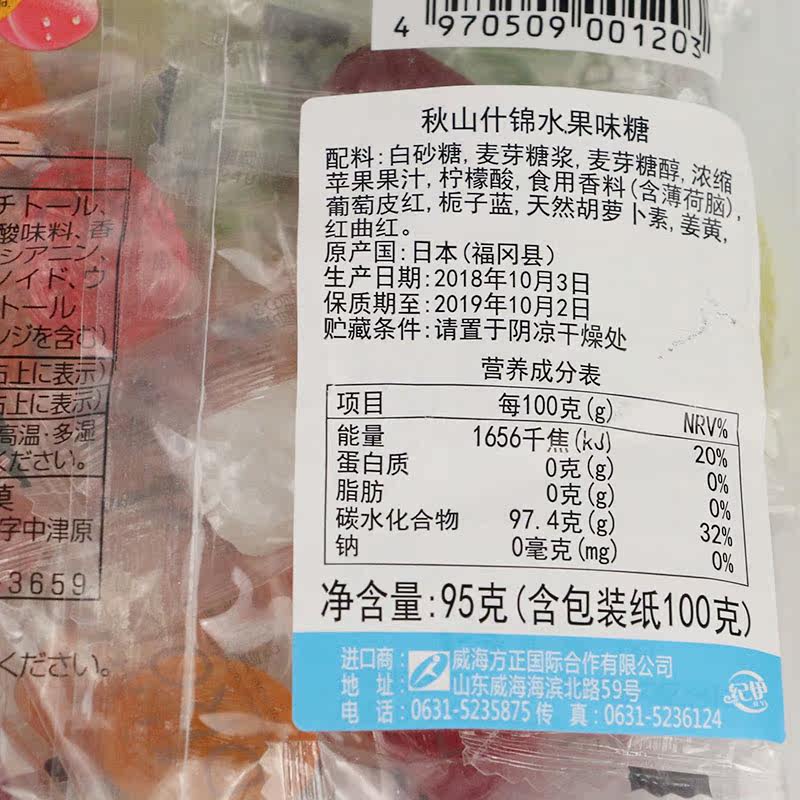 4 970509 001203
秋山什锦水果味糖
配料:白砂糖,麦芽糖浆,麦芽糖醇,浓缩
苹果果汁,柠檬酸,食用香料(含薄荷脑),
葡萄皮红,栀子蓝,天然胡萝卜素,姜黄,
红曲红。
原产国:日本(福冈县)
生产日期:2018年10月3日
保质期至:2019年10月2日
贮藏条件:请置于阴凉干燥处
营养成分表
项目 每100克(g) NRV%
能量 1656千焦(kJ) 20%
蛋白质 0克(g) 0%
脂肪 0克(g) 0%
碳水化合物 97.4克(g) 32%
钠 0毫克(mg) 0%
净含量:95克(含包装纸100克)
进口商:威海方正国际合作有限公司
地 址:山东威海海滨北路59号
电 话:0631-5235875 传 真:0631-5236124
チトール、
酸味料、香
シアニン、
ノイド、ウ
トール
ンジを含む)
右上に表示)
右上に表示)
高温・多湿
ください。
菓
字中津原
-3659
ください。